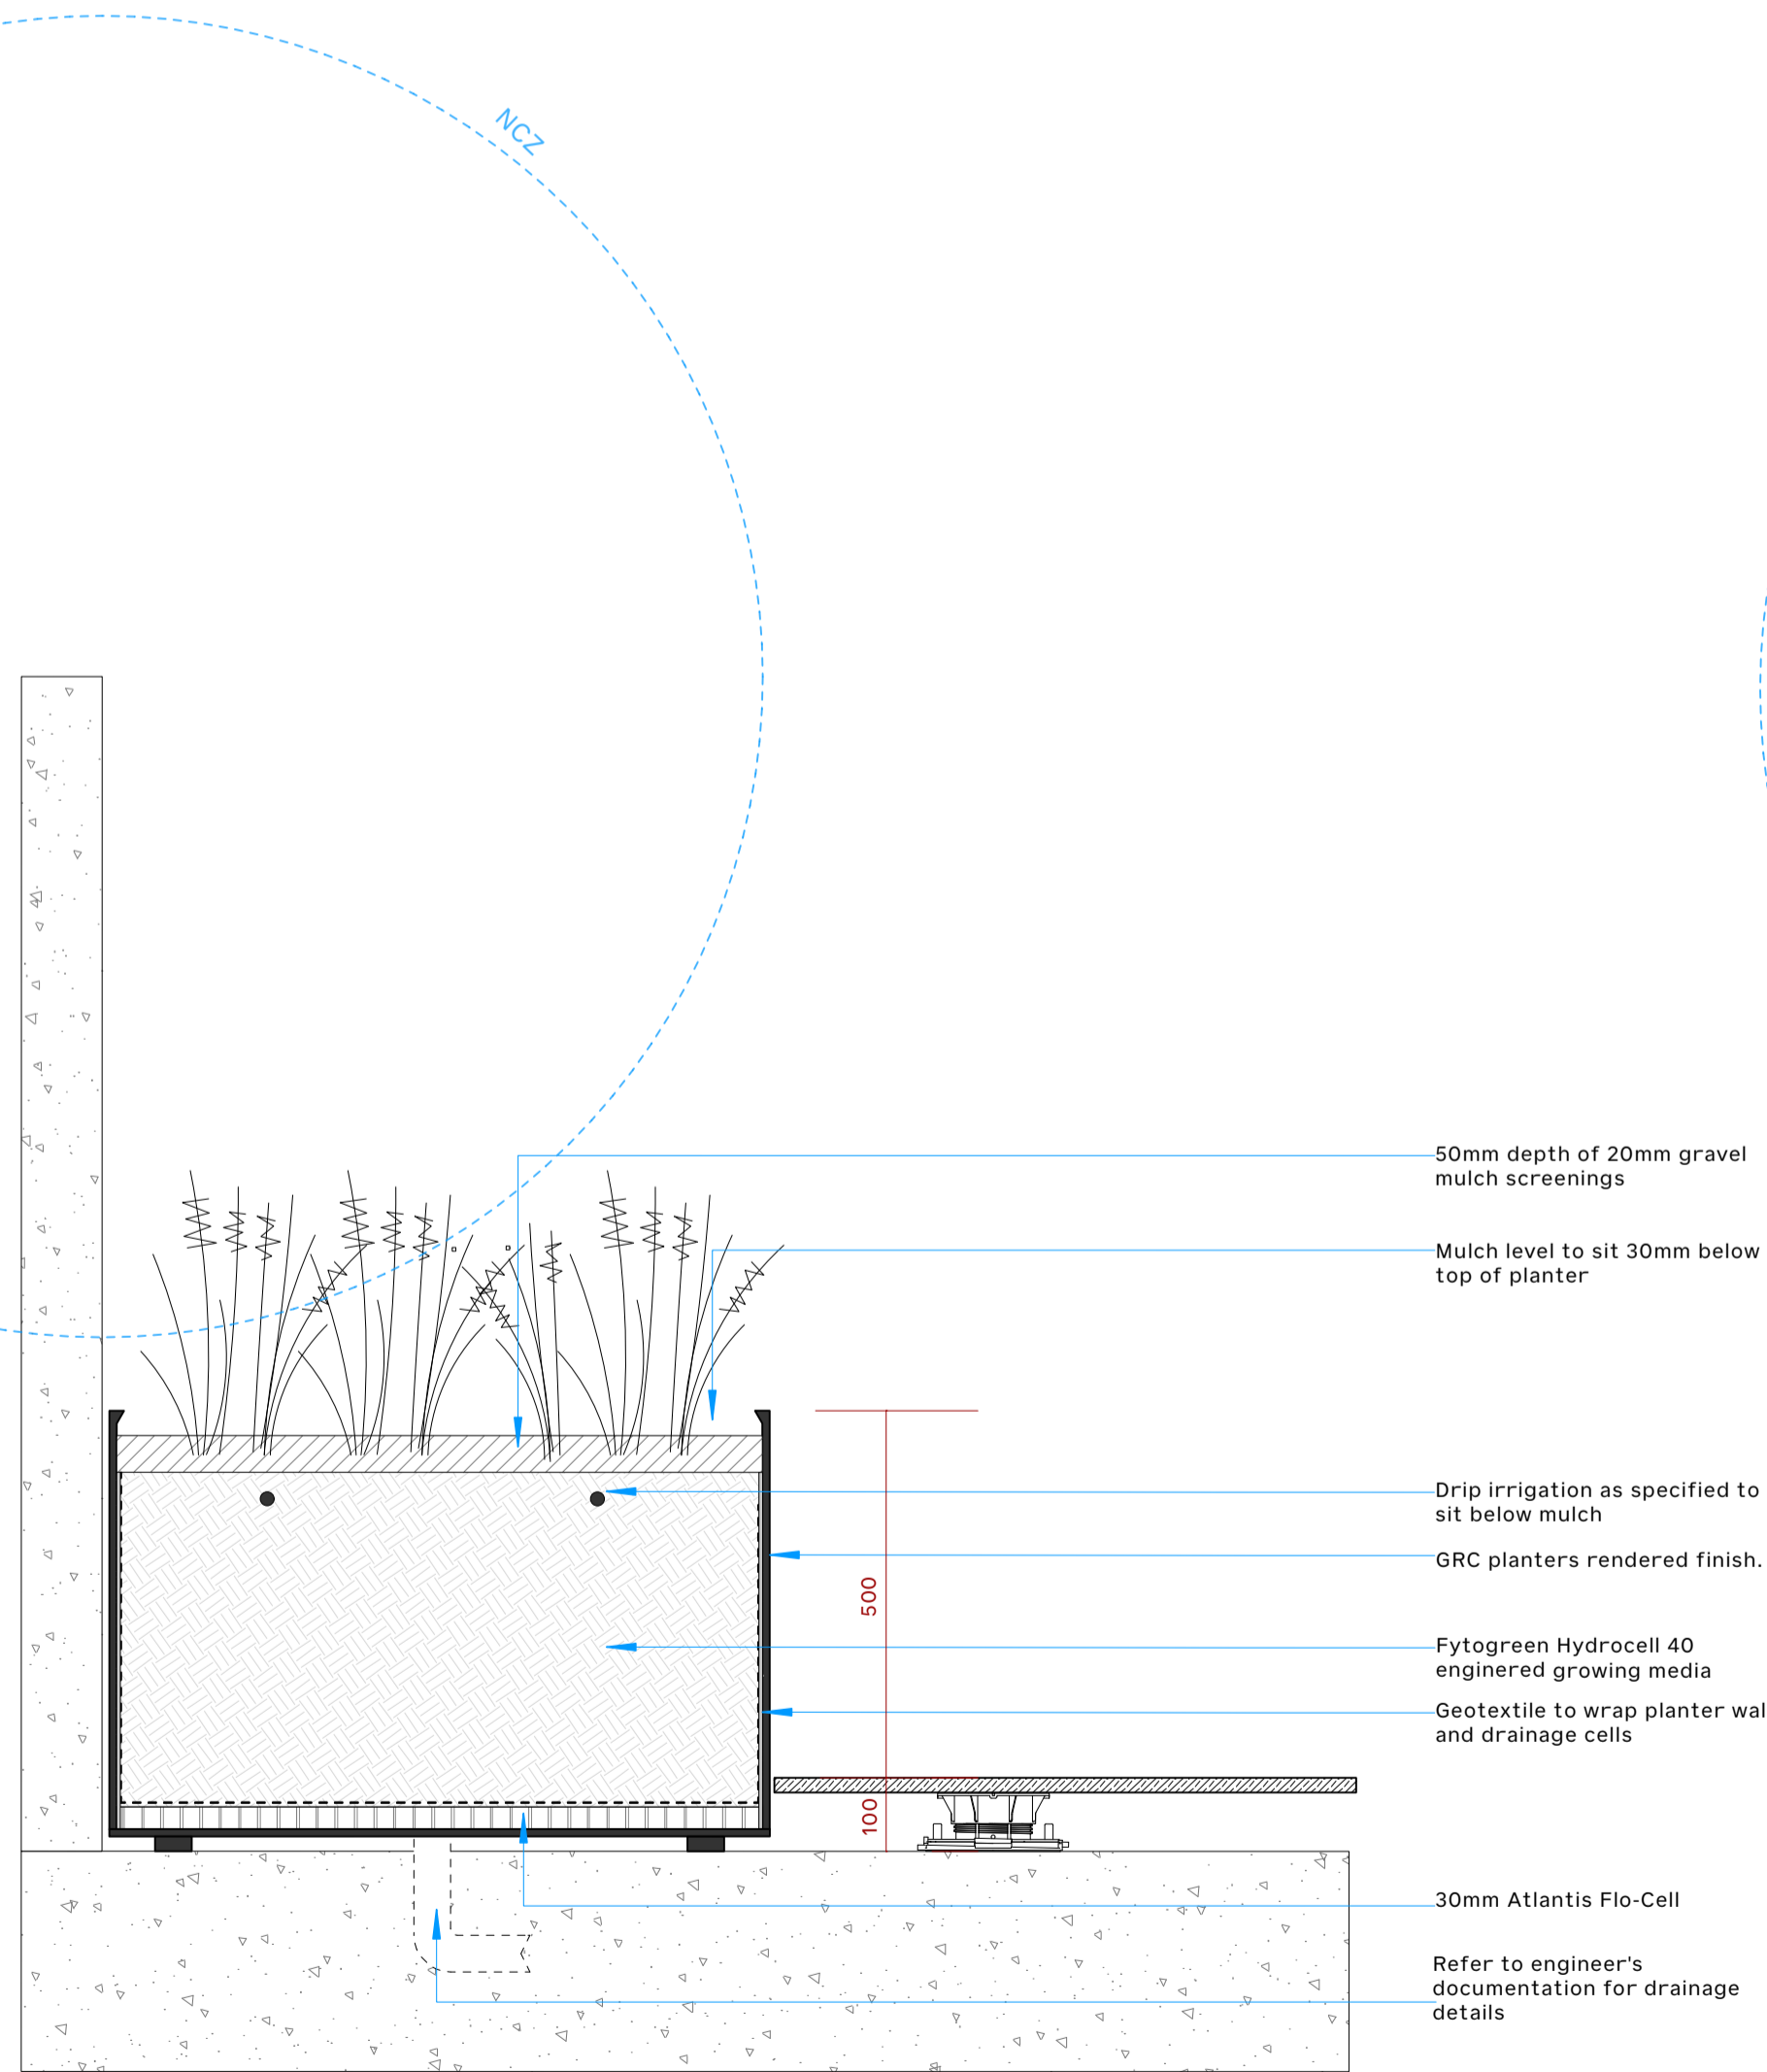 NCZ
50mm depth of 20mm gravel
mulch screenings
Mulch level to sit 30mm below
top of planter
Drip irrigation as specified to
sit below mulch
GRC planters rendered finish.
500
Fytogreen Hydrocell 40
enginered growing media
Geotextile to wrap planter wal
and drainage cells
100
30mm Atlantis Flo-Cell
Refer to engineer's
documentation for drainage
details